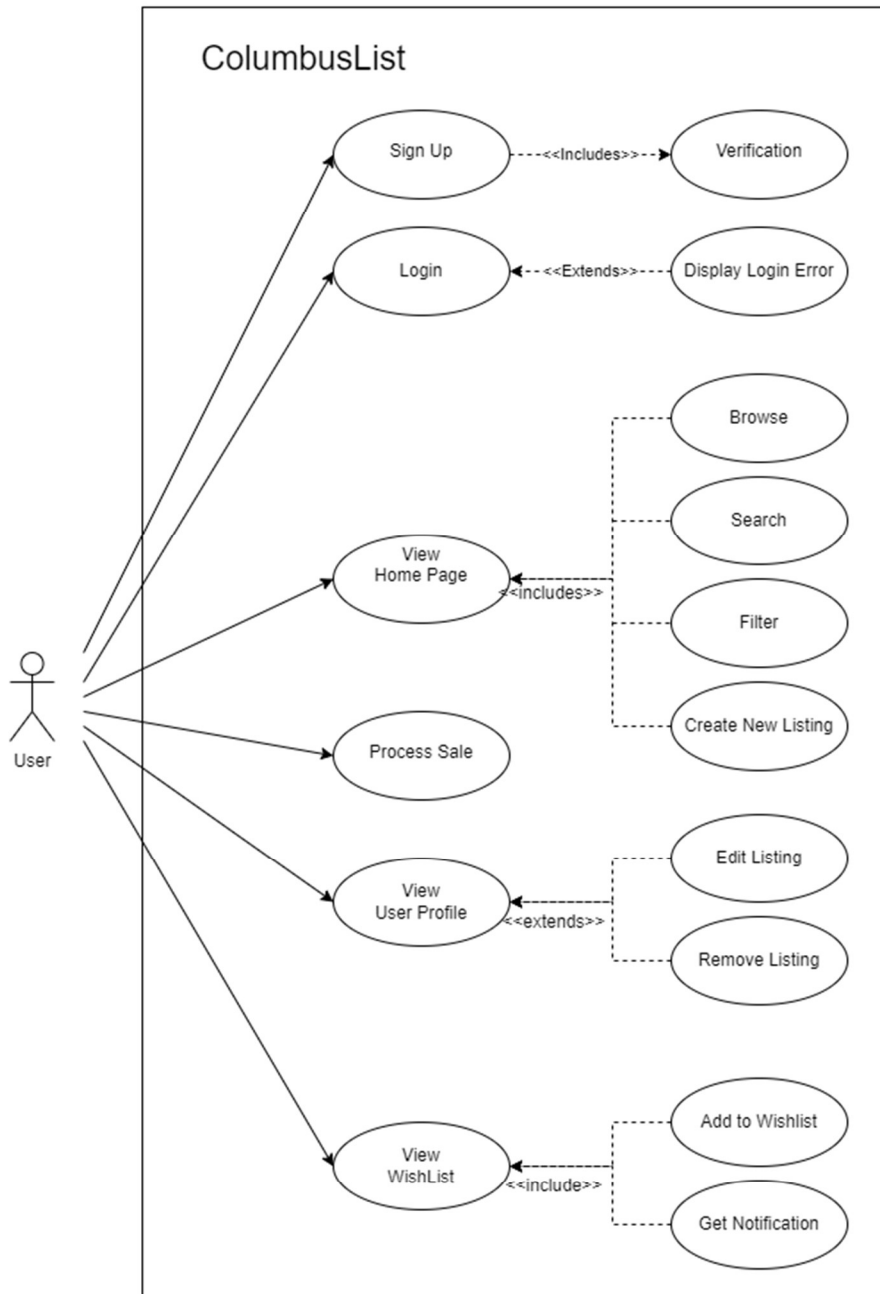 ColumbusList
Sign Up
<<Includes>>
Verification
Login
<<Extends>>
Display Login Error
Browse
Search
View
Home Page
<<includes>>
Filter
Create New Listing
User
Process Sale
Edit Listing
View
User Profile
<<extends>>
Remove Listing
Add to Wishlist
View
WishList
<<include>>
Get Notification